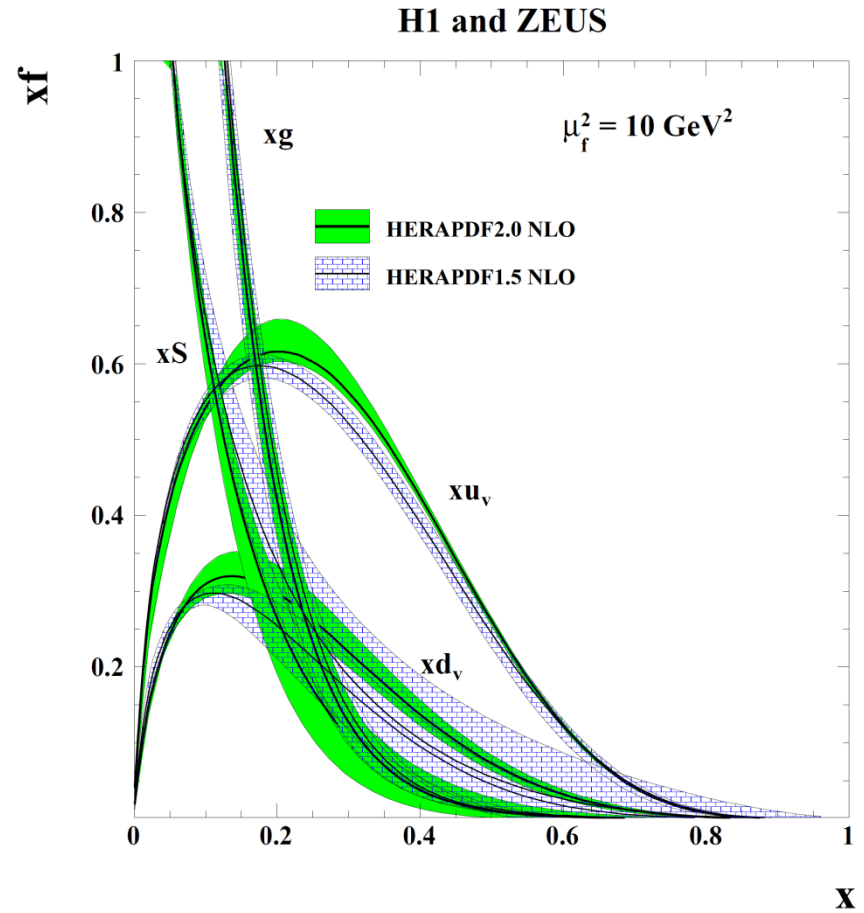 H1 and ZEUS
xf
1
0.8
0.6
0.4
0.2
xg
μ_f^2 = 10 GeV^2
HERAPDF2.0 NLO
HERAPDF1.5 NLO
xS
xu_v
xd_v
0 0.2 0.4 0.6 0.8 1
x